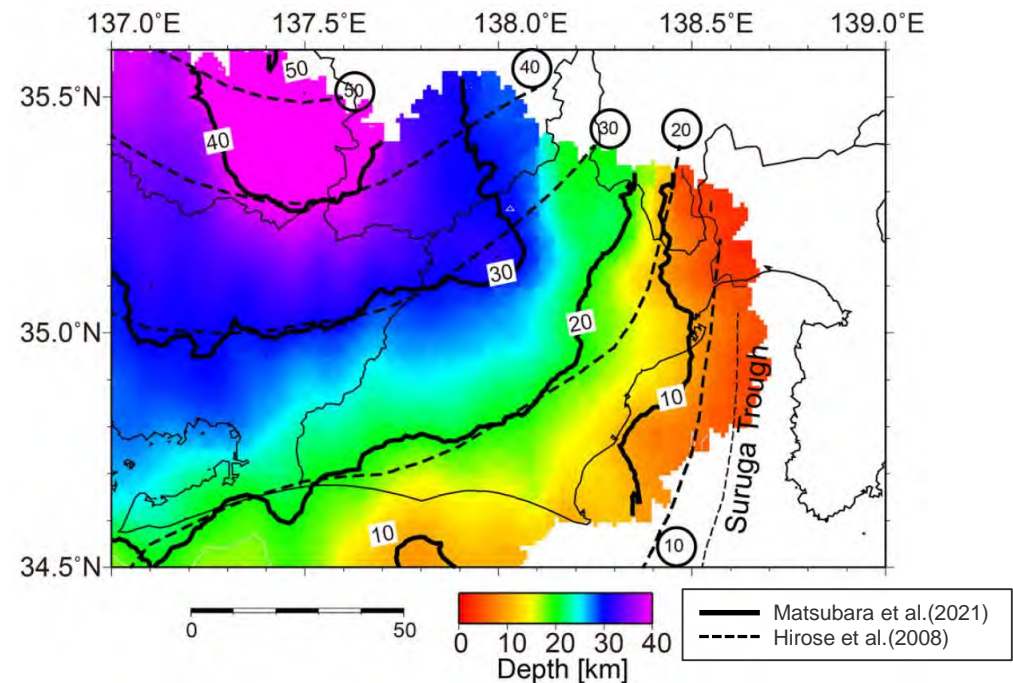 137.0 137.5 138.0 138.5 139.0
50
40
50
35.5°N
40
30
20
30
35.0°N
20
10
Suruga Trough
10
10
34.5°N
0 50
0 10 20 30 40
Depth [km]
Matsubara et al.(2021)
Hirose et al.(2008)